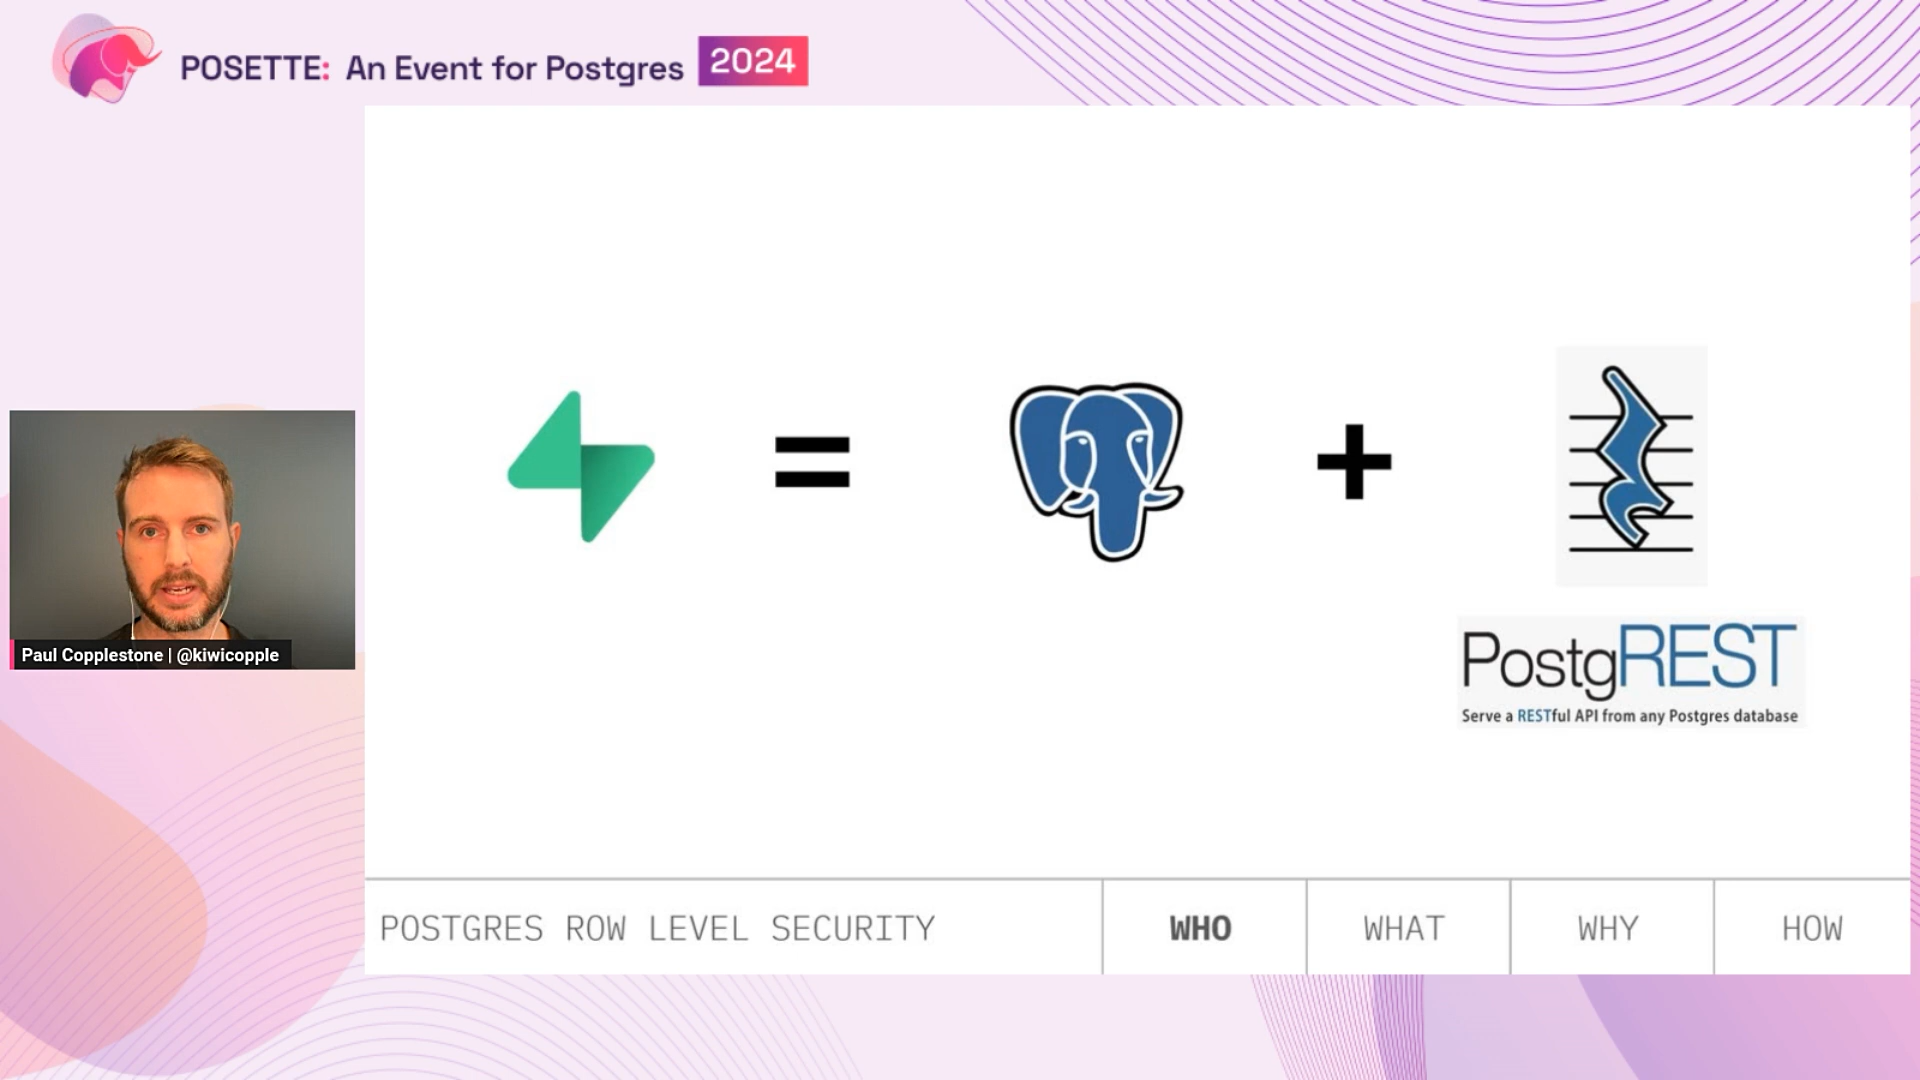 POSETTE: An Event for Postgres 2024
PostgREST
Serve a RESTful API from any Postgres database
Paul Copplestone | @kiwicopple
POSTGRES ROW LEVEL SECURITY WHO WHAT WHY HOW